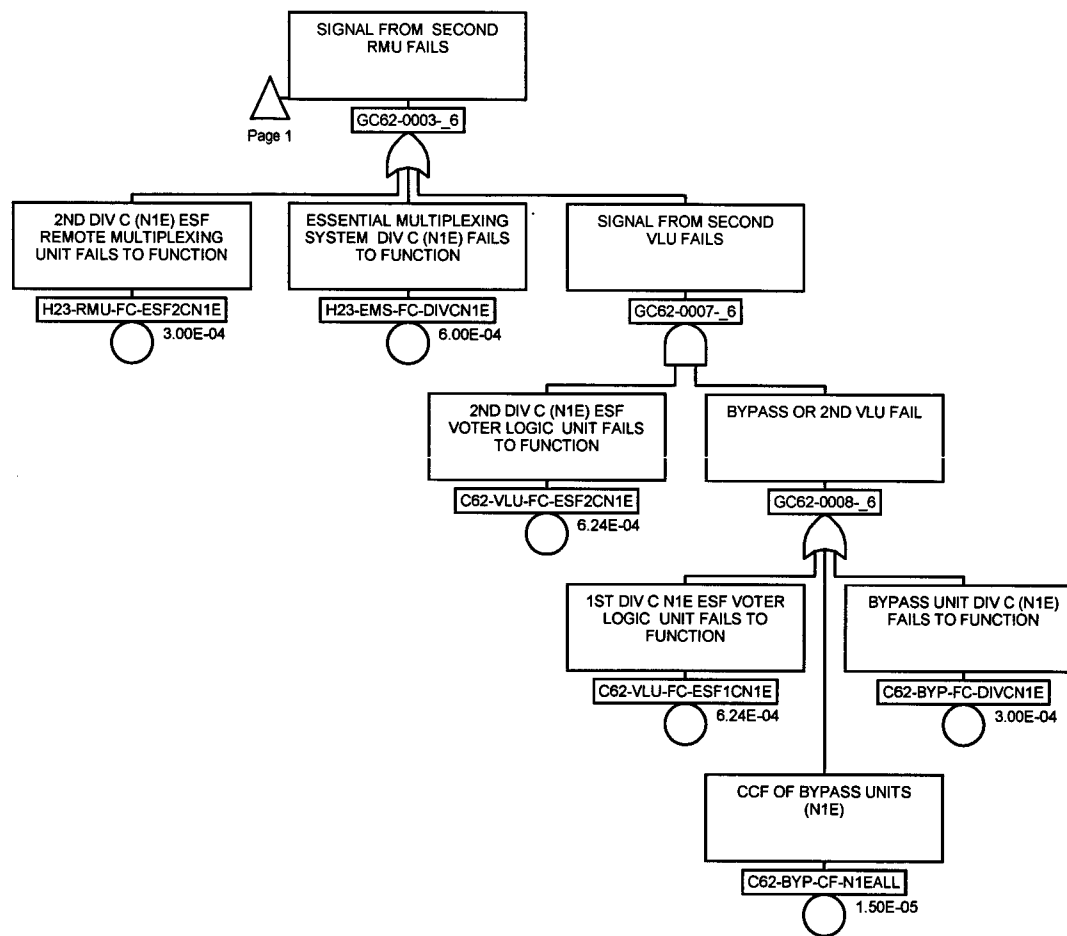 SIGNAL FROM SECOND
RMU FAILS
Page 1
GC62-0003-_6
2ND DIV C (N1E) ESF
REMOTE MULTIPLEXING
UNIT FAILS TO FUNCTION
ESSENTIAL MULTIPLEXING
SYSTEM DIV C (N1E) FAILS
TO FUNCTION
SIGNAL FROM SECOND
VLU FAILS
H23-RMU-FC-ESF2CN1E
3.00E-04
H23-EMS-FC-DIVCN1E
6.00E-04
GC62-0007-_6
2ND DIV C (N1E) ESF
VOTER LOGIC UNIT FAILS
TO FUNCTION
BYPASS OR 2ND VLU FAIL
C62-VLU-FC-ESF2CN1E
6.24E-04
GC62-0008-_6
1ST DIV C N1E ESF VOTER
LOGIC UNIT FAILS TO
FUNCTION
BYPASS UNIT DIV C (N1E)
FAILS TO FUNCTION
C62-VLU-FC-ESF1CN1E
6.24E-04
C62-BYP-FC-DIVCN1E
3.00E-04
CCF OF BYPASS UNITS
(N1E)
C62-BYP-CF-N1EALL
1.50E-05